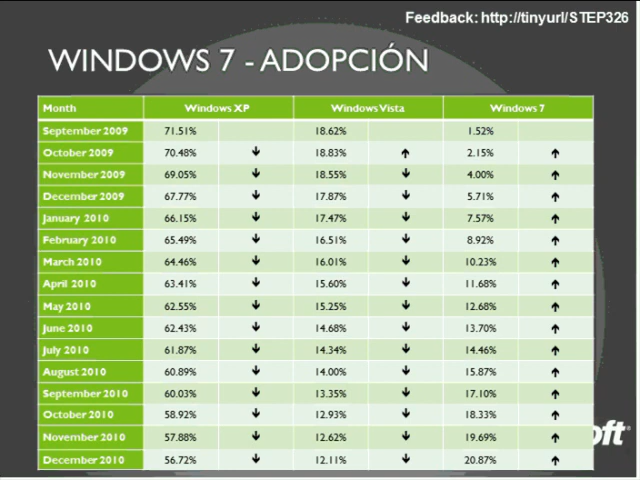 Feedback: http://tinyurl/STEP326
WINDOWS 7 - ADOPCIÓN
Month Windows XP Windows Vista Windows 7
September 2009 71.51% 18.62% 1.52%
October 2009 70.48% 18.83% 2.15%
November 2009 69.05% 18.55% 4.00%
December 2009 67.77% 17.87% 5.71%
January 2010 66.15% 17.47% 7.57%
February 2010 65.49% 16.51% 8.92%
March 2010 64.46% 16.01% 10.23%
April 2010 63.41% 15.60% 11.68%
May 2010 62.55% 15.25% 12.68%
June 2010 62.43% 14.68% 13.70%
July 2010 61.87% 14.34% 14.46%
August 2010 60.89% 14.00% 15.87%
September 2010 60.03% 13.35% 17.10%
October 2010 58.92% 12.93% 18.33%
November 2010 57.88% 12.62% 19.69%
December 2010 56.72% 12.11% 20.87%